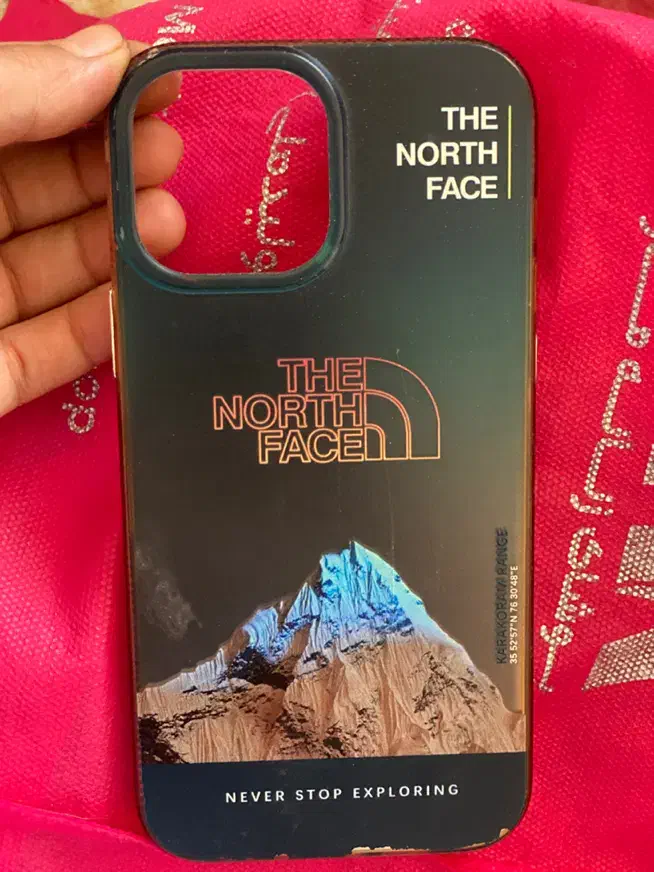 THE
NORTH
FACE
THE
NORTH
FACE
KARAKORAM RANGE
35 52'57"N 76 30'48"E
NEVER STOP EXPLORING